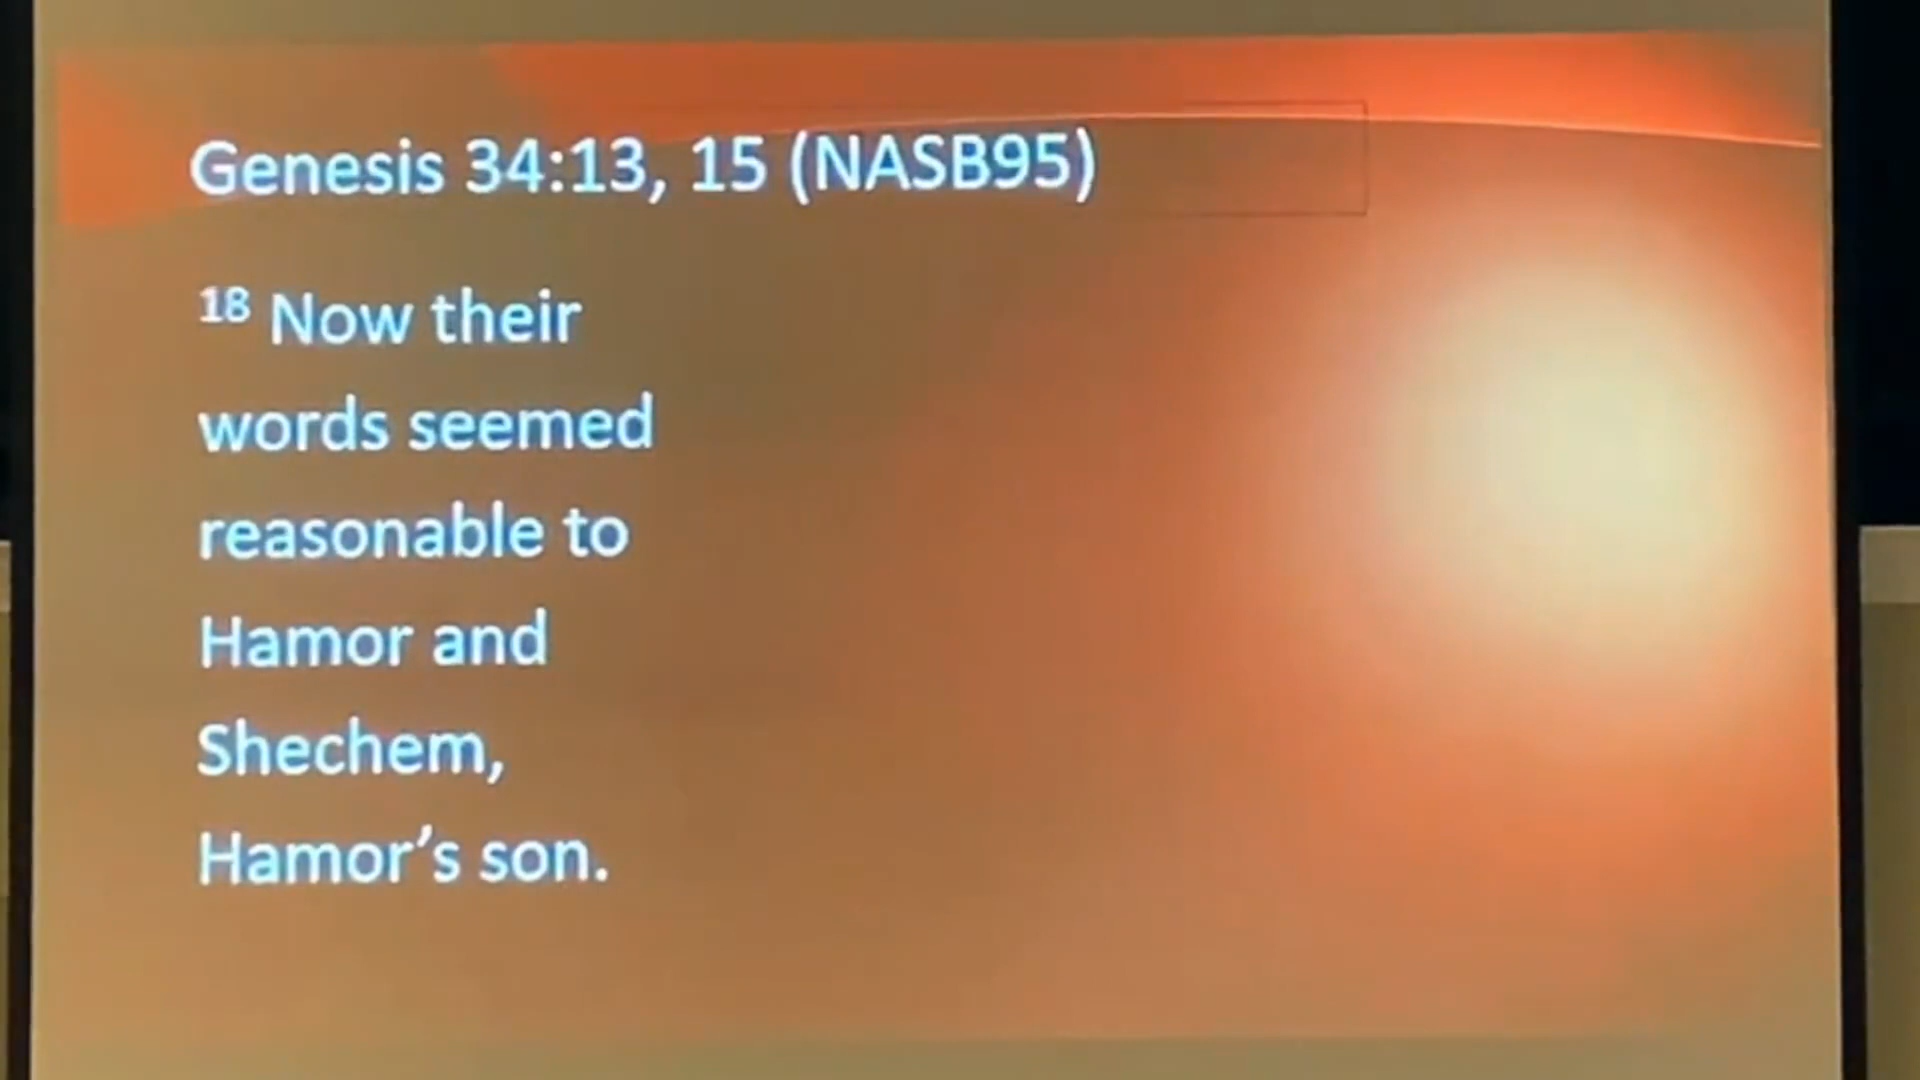 Genesis 34:13, 15 (NASB95)
18 Now their
words seemed
reasonable to
Hamor and
Shechem,
Hamor’s son.